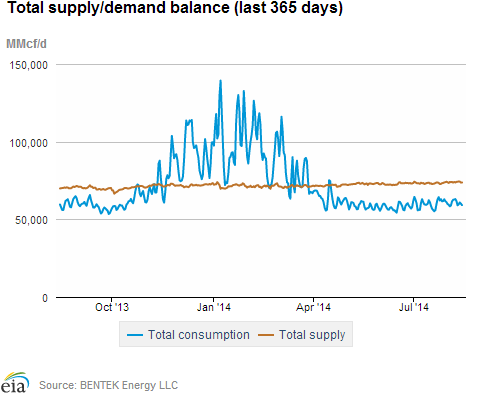 Total supply/demand balance (last 365 days)
MMcf/d
150,000
100,000
50,000
0
Oct '13 Jan '14 Apr '14 Jul '14
Total consumption Total supply
eia Source: BENTEK Energy LLC